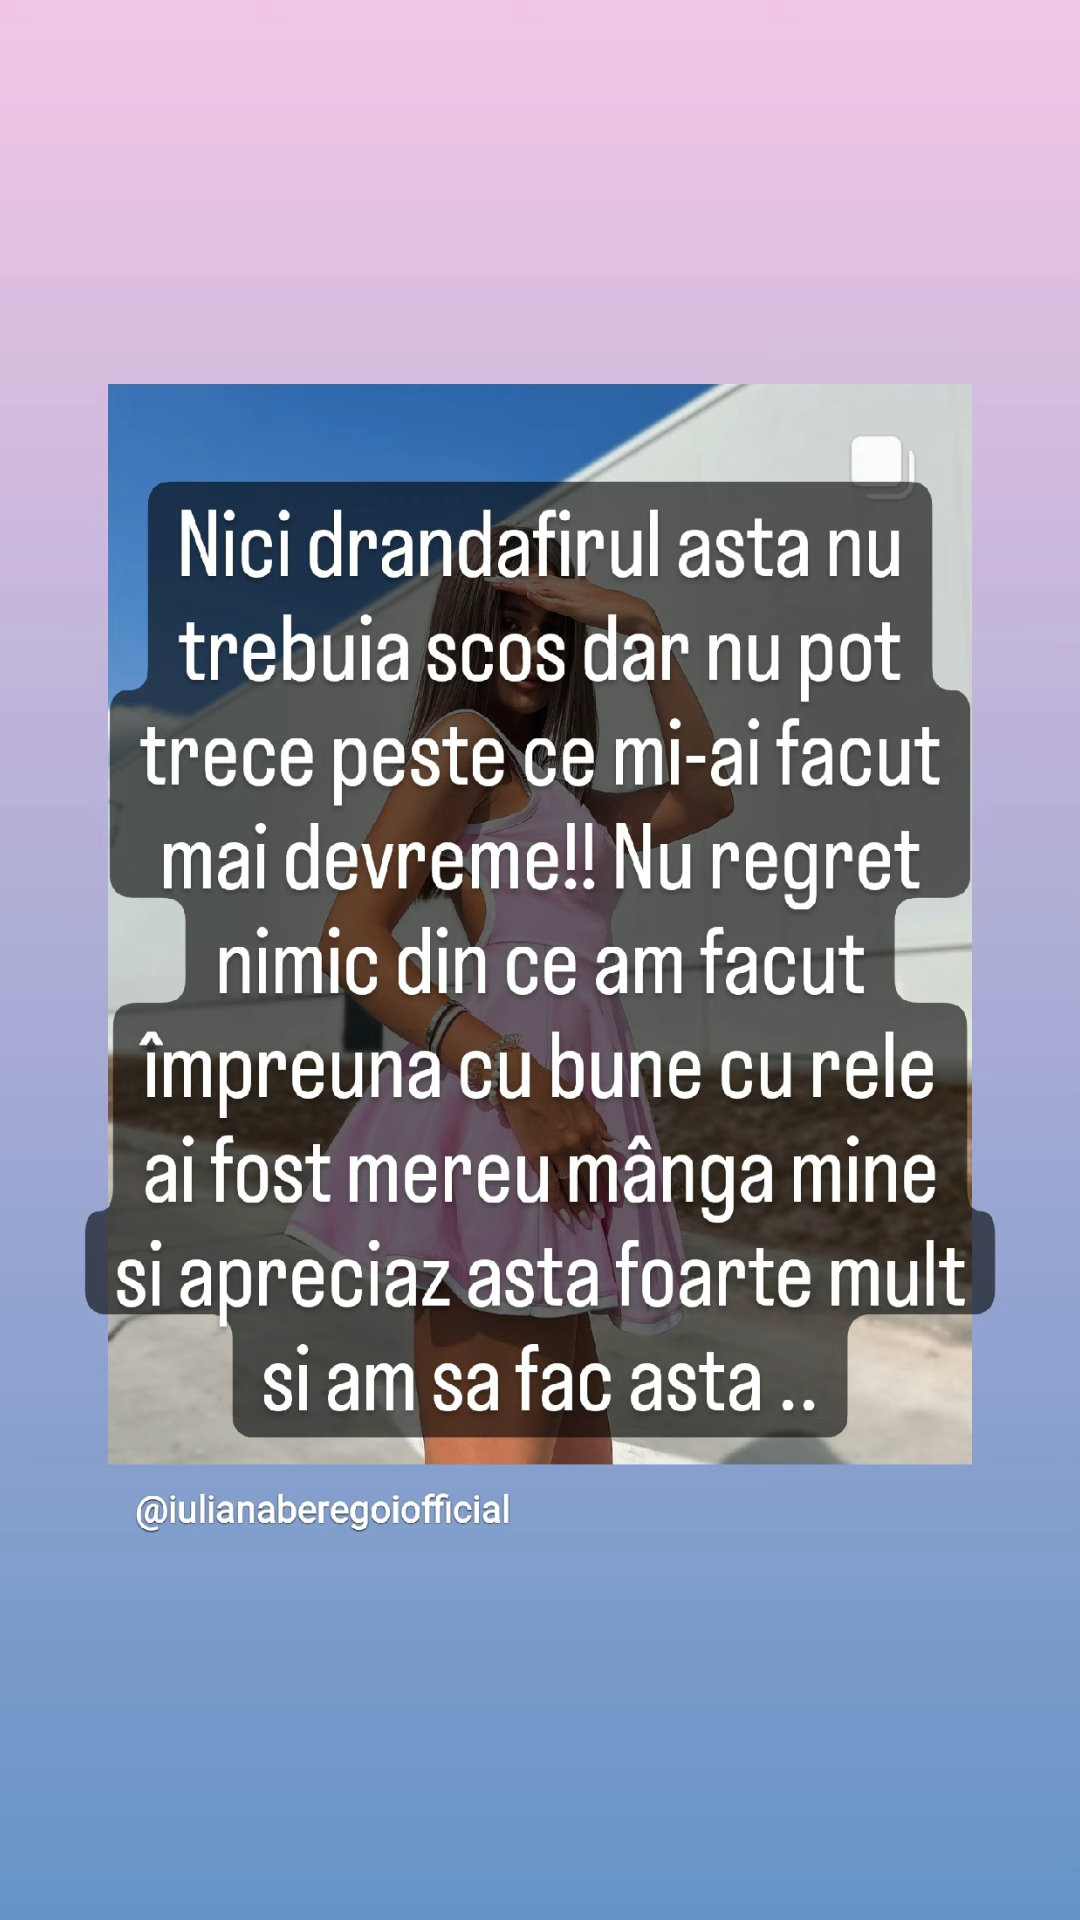 Nici drandafirul asta nu
trebuia scos dar nu pot
trece peste ce mi-ai facut
mai devreme!! Nu regret
nimic din ce am facut
împreuna cu bune cu rele
ai fost mereu mânga mine
si apreciaz asta foarte mult
si am sa fac asta ..
@iulianaberegoiofficial